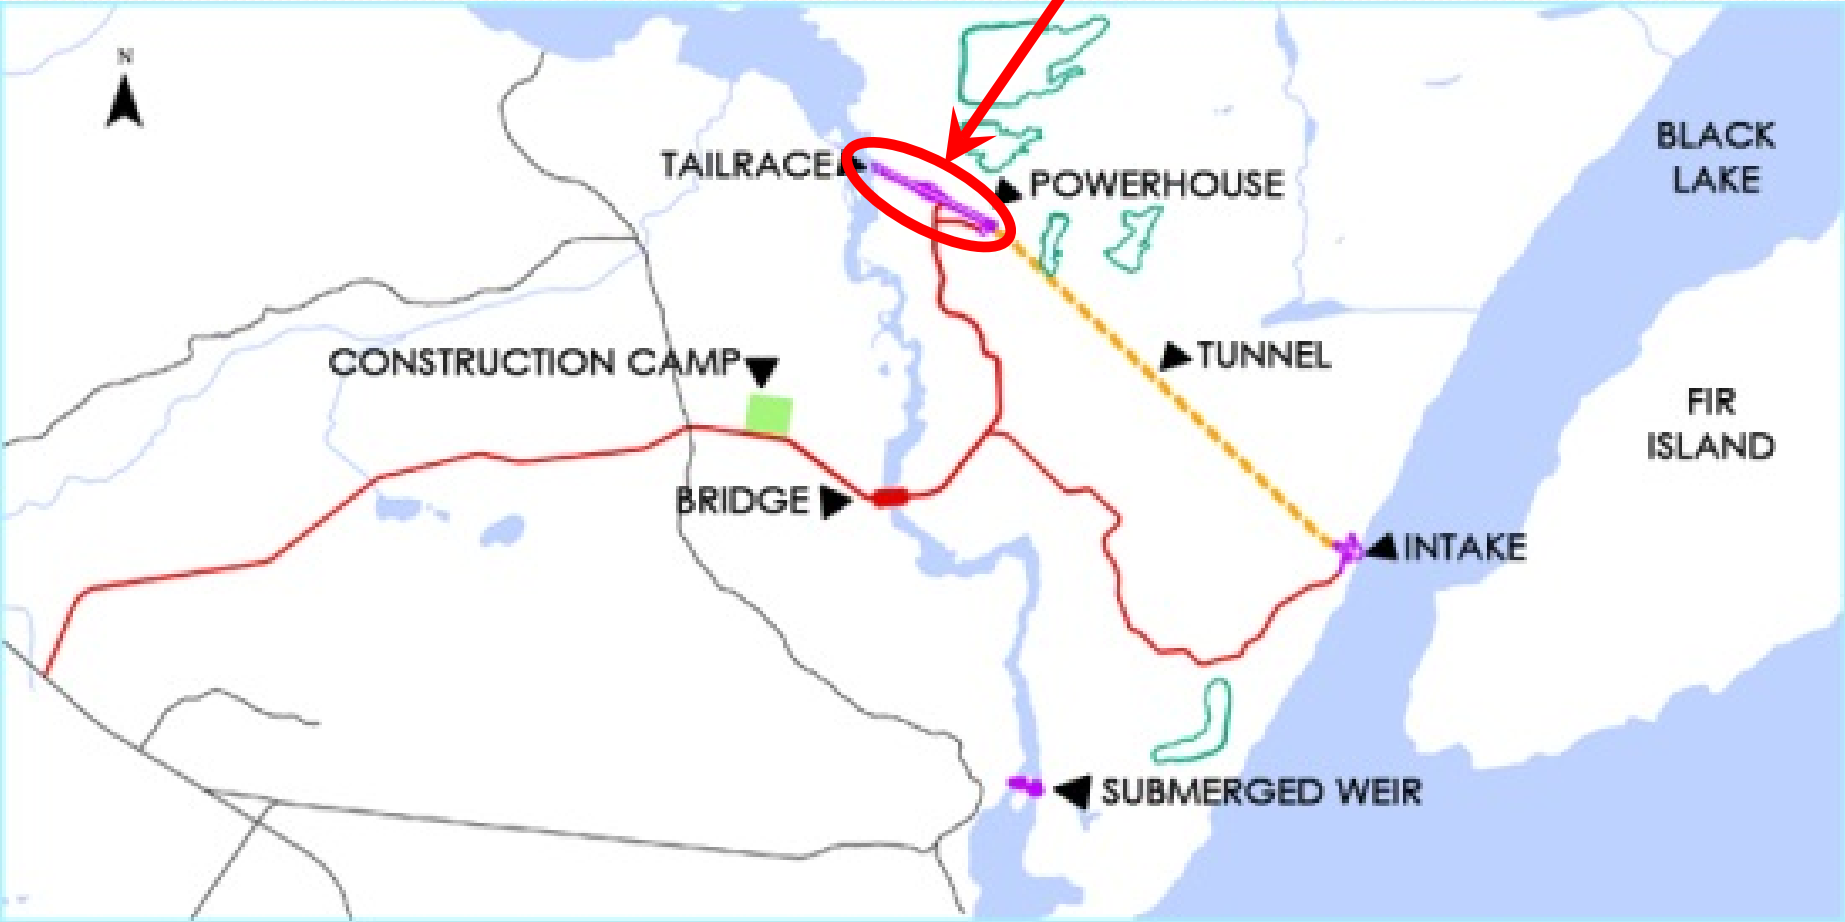 N
BLACK
LAKE
TAILRACE
POWERHOUSE
TUNNEL
CONSTRUCTION CAMP
FIR
ISLAND
BRIDGE
INTAKE
SUBMERGED WEIR